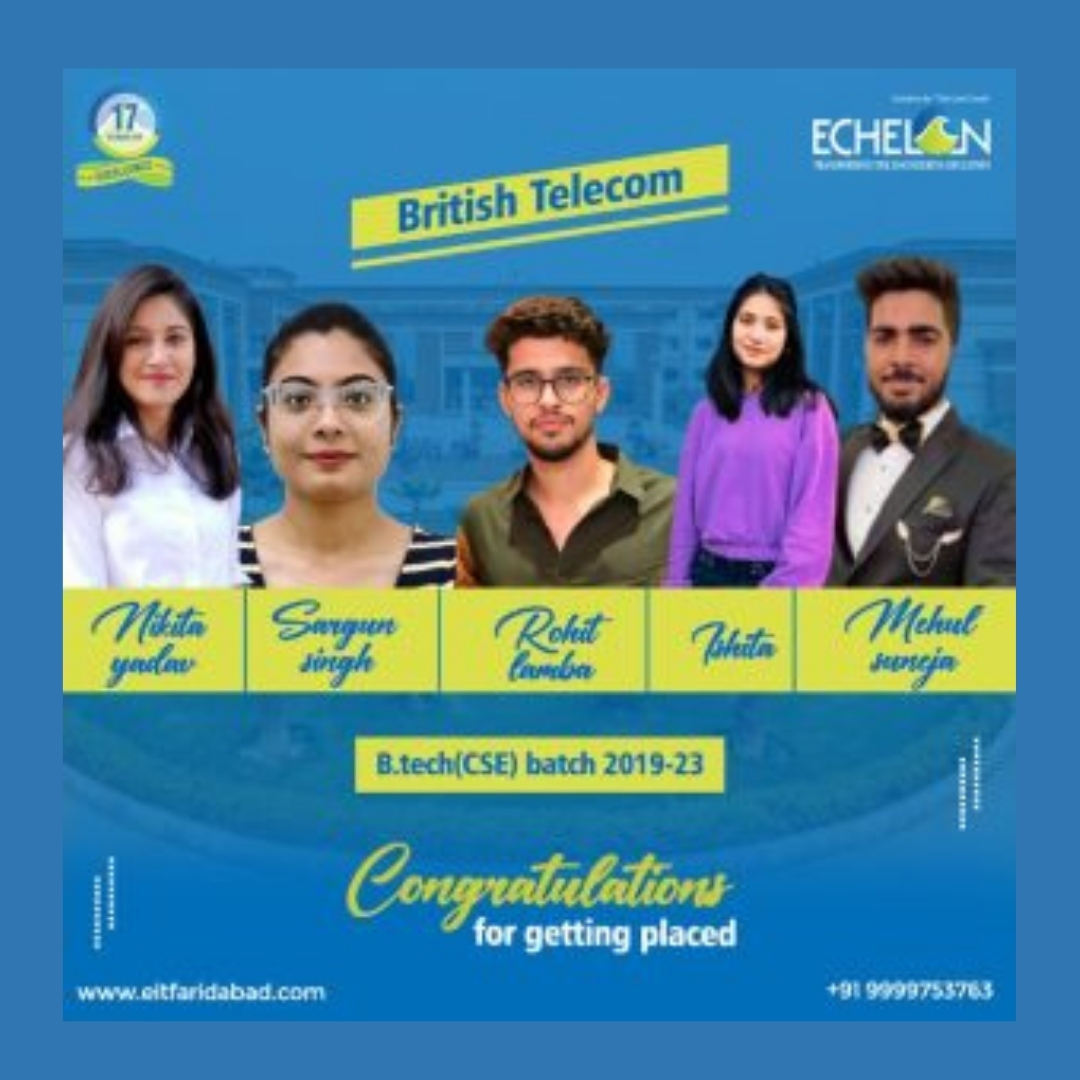 17
ECHELON
British Telecom
Nikita
yadav
Sargun
singh
Rohit
lamba
Ishita
Mehul
suneja
B.tech(CSE) batch 2019-23
Congratulations
for getting placed
www.eitfaridabad.com
+91 9999753763